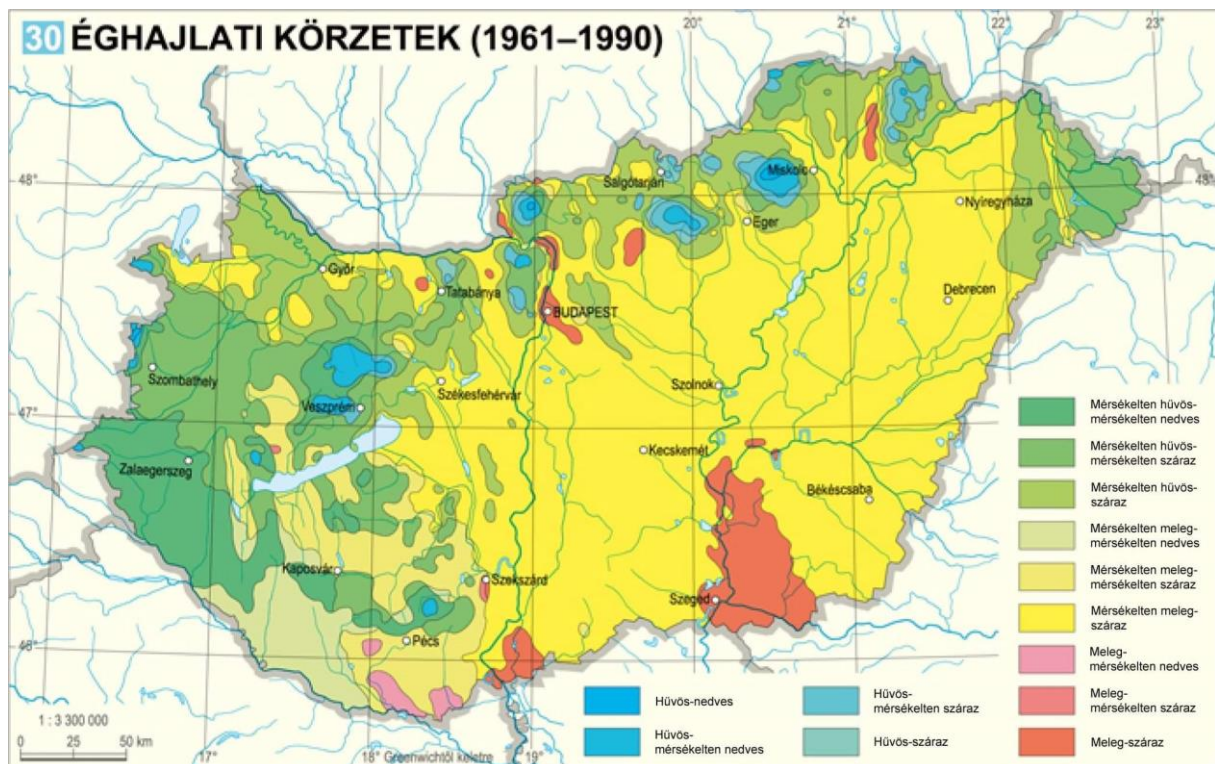 30 ÉGHAJLATI KÖRZETEK (1961–1990)
20°
21°
22°
23°
48°
48°
Salgótarján
Miskolc
Eger
Nyíregyháza
Győr
Tatabánya
BUDAPEST
Debrecen
Szombathely
Veszprém
Székesfehérvár
Szolnok
47°
Zalaegerszeg
Kecskemét
Békéscsaba
Kaposvár
Szekszárd
Szeged
48°
Pécs
Mérsékelten hűvös-
mérsékelten nedves
Mérsékelten hűvös-
mérsékelten száraz
Mérsékelten hűvös-
száraz
Mérsékelten meleg-
mérsékelten nedves
Mérsékelten meleg-
mérsékelten száraz
Mérsékelten meleg-
száraz
Meleg-
mérsékelten nedves
Meleg-
mérsékelten száraz
Meleg-száraz
Hűvös-nedves
Hűvös-
mérsékelten nedves
Hűvös-
mérsékelten száraz
Hűvös-száraz
1 : 3 300 000
0 25 50 km
17°
18° Greenwichtől keletre 19°